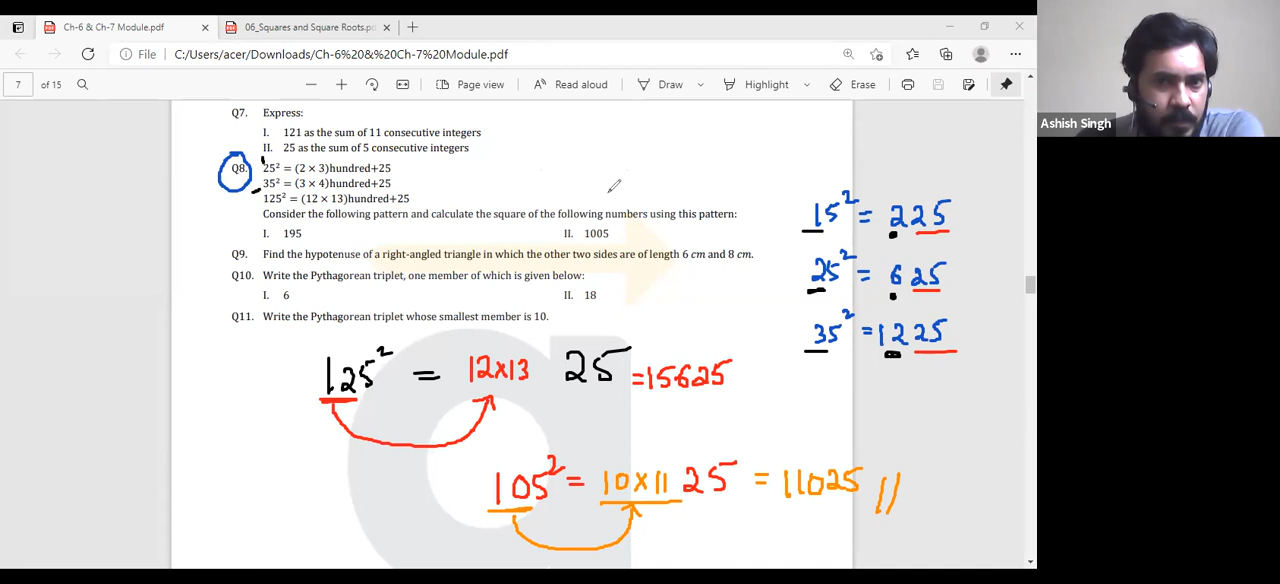 Ch-6 & Ch-7 Module.pdf
06_Squares and Square Roots.pd
File C:/Users/acer/Downloads/Ch-6%20&%20Ch-7%20Module.pdf
7 of 15 Page view Read aloud Draw Highlight Erase
Ashish Singh
Q7. Express:
I. 121 as the sum of 11 consecutive integers
II. 25 as the sum of 5 consecutive integers
Q8. 25² = (2 × 3)hundred+25
35² = (3 × 4)hundred+25
125² = (12 × 13)hundred+25
Consider the following pattern and calculate the square of the following numbers using this pattern:
I. 195 II. 1005
Q9. Find the hypotenuse of a right-angled triangle in which the other two sides are of length 6 cm and 8 cm.
Q10. Write the Pythagorean triplet, one member of which is given below:
I. 6 II. 18
Q11. Write the Pythagorean triplet whose smallest member is 10.
15² = 225
25² = 625
35² = 1225
125² = 12×13 25 = 15625
105² = 10×11 25 = 11025 //